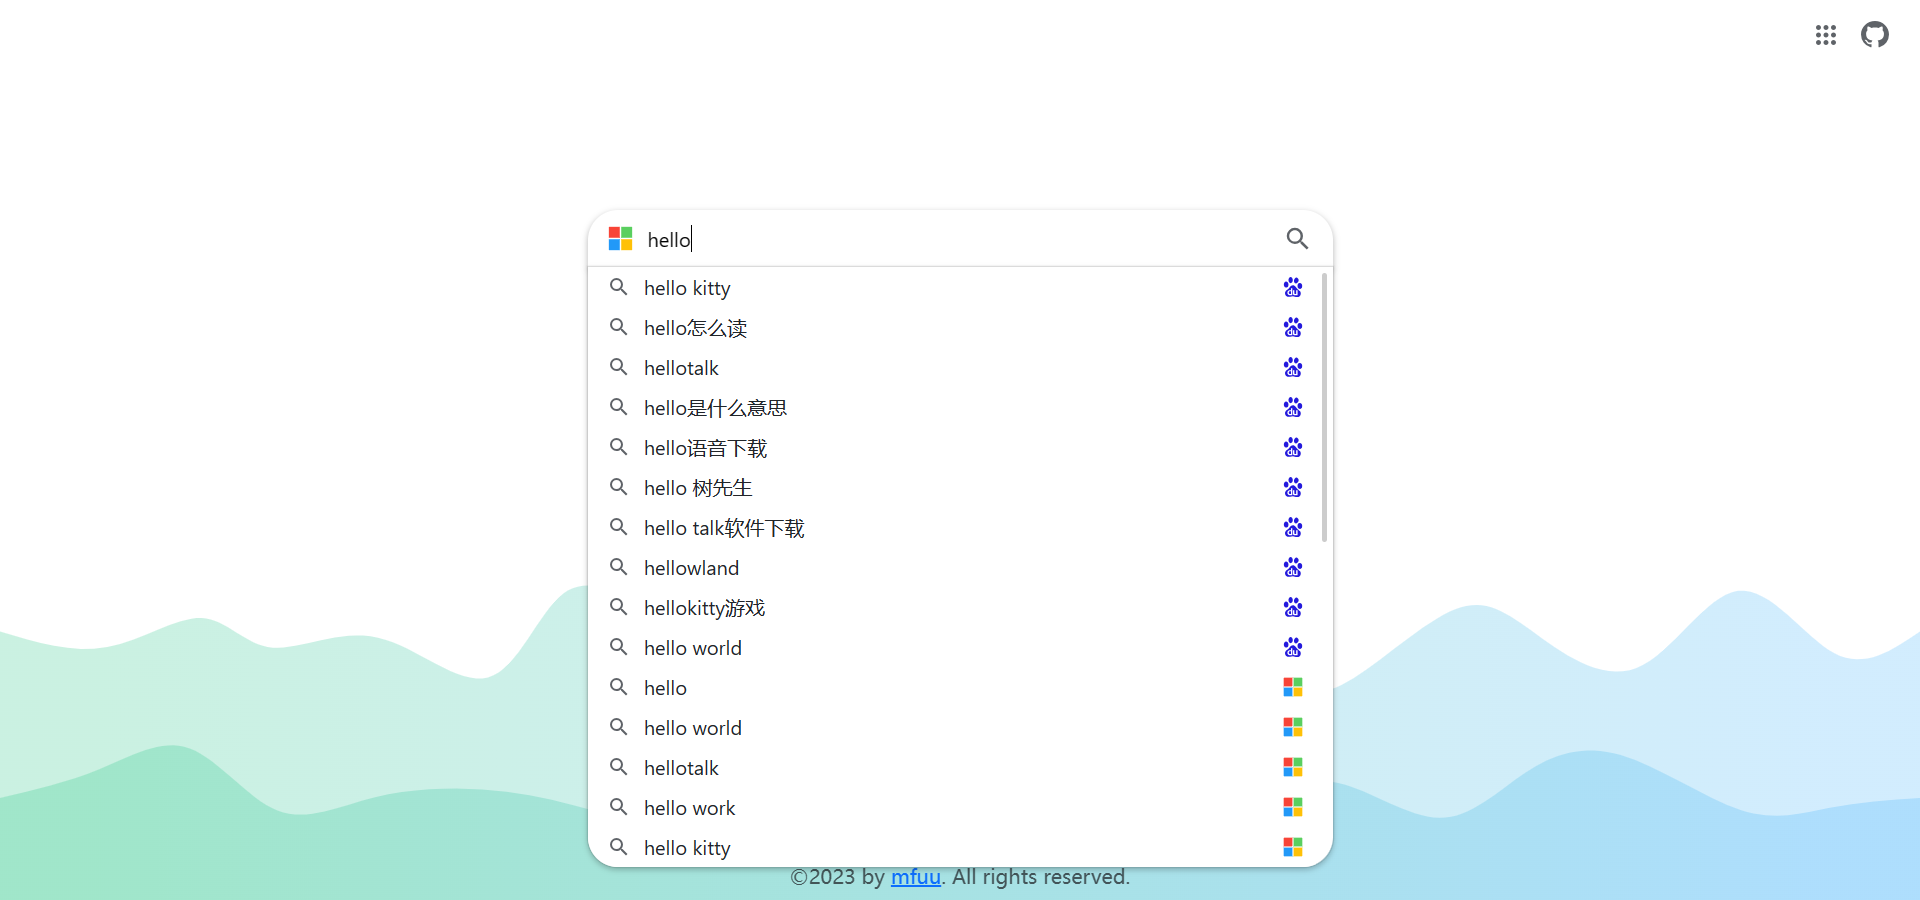 hello
hello kitty
hello怎么读
hellotalk
hello是什么意思
hello语音下载
hello 树先生
hello talk软件下载
hellowland
hellokitty游戏
hello world
hello
hello world
hellotalk
hello work
hello kitty
©2023 by mfuu. All rights reserved.